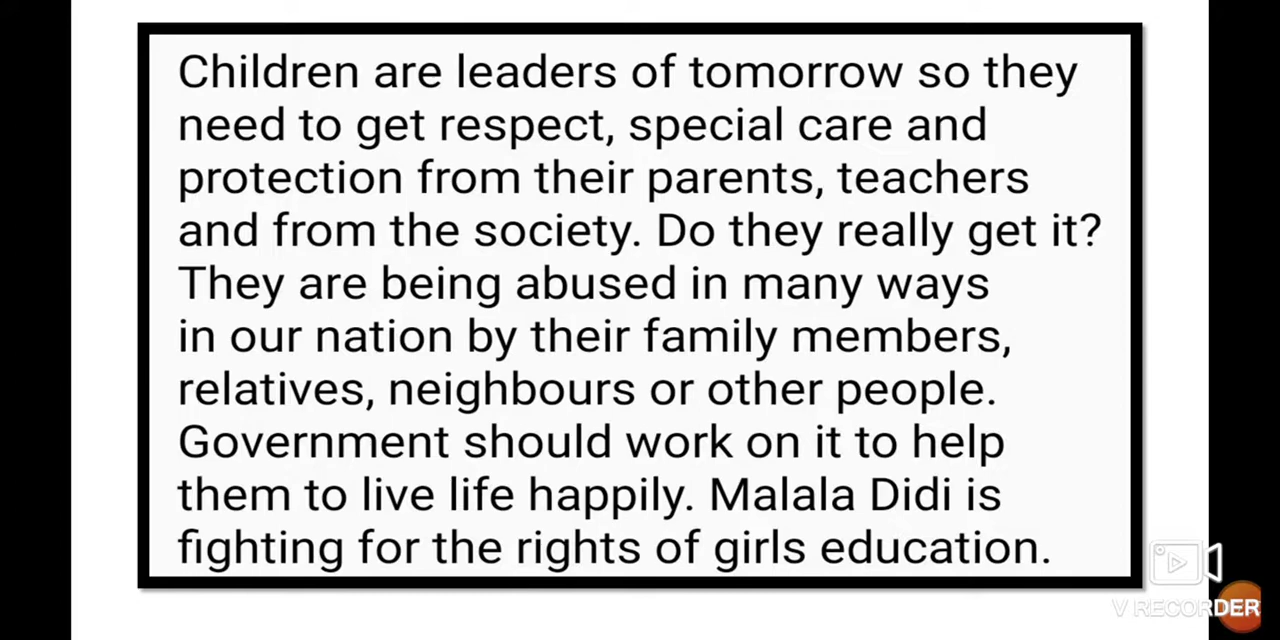 Children are leaders of tomorrow so they
need to get respect, special care and
protection from their parents, teachers
and from the society. Do they really get it?
They are being abused in many ways
in our nation by their family members,
relatives, neighbours or other people.
Government should work on it to help
them to live life happily. Malala Didi is
fighting for the rights of girls education.
V RECORDER